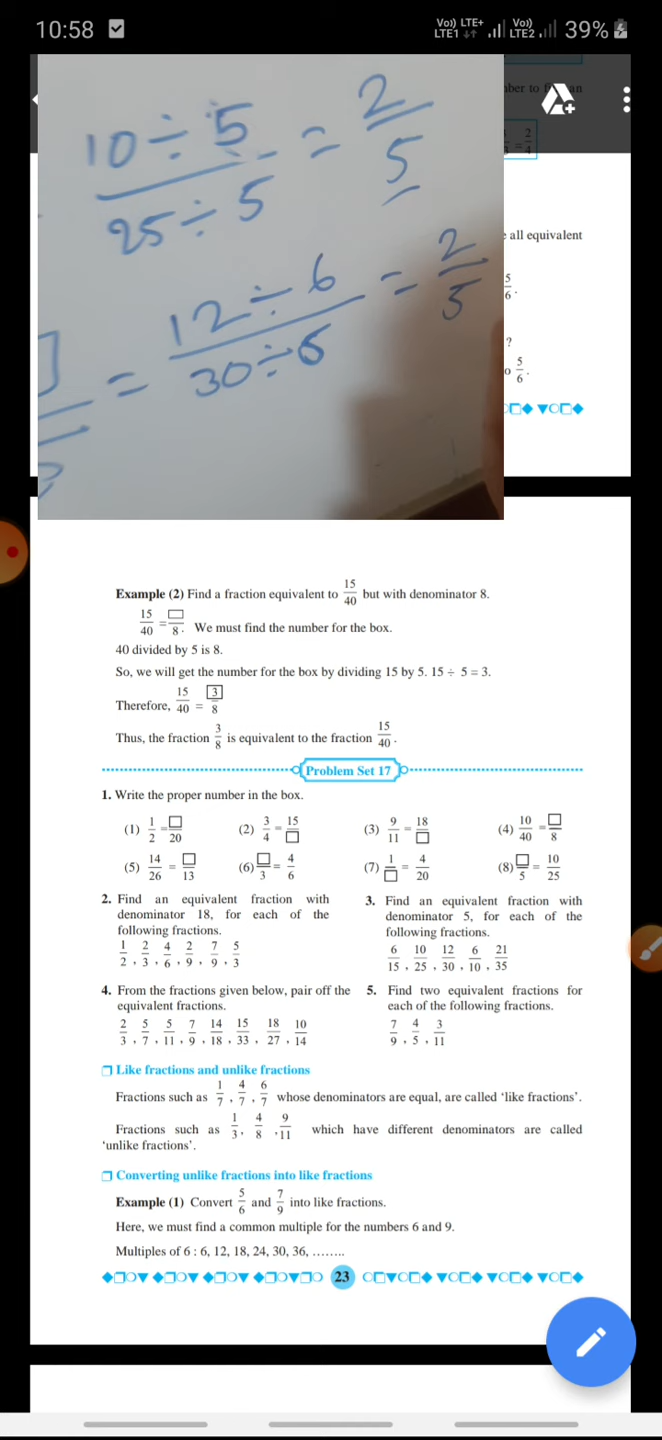 10:58 Vo)) LTE+ LTE1 Vo)) LTE2 39%
10 ÷ 5 / 25 ÷ 5 = 2/5
= 12 ÷ 6 / 30 ÷ 6 = 2/5
ber to
= 2/4
all equivalent
5/6 .
?
o 5/6 .
Example (2) Find a fraction equivalent to 15/40 but with denominator 8.
15/40 = □/8 . We must find the number for the box.
40 divided by 5 is 8.
So, we will get the number for the box by dividing 15 by 5. 15 ÷ 5 = 3.
Therefore, 15/40 = 3/8
Thus, the fraction 3/8 is equivalent to the fraction 15/40 .
Problem Set 17
1. Write the proper number in the box.
(1) 1/2 = □/20 (2) 3/4 = 15/□ (3) 9/11 = 18/□ (4) 10/40 = □/8
(5) 14/26 = □/13 (6) □/3 = 4/6 (7) 1/□ = 4/20 (8) □/5 = 10/25
2. Find an equivalent fraction with
denominator 18, for each of the
following fractions.
1/2 , 2/3 , 4/6 , 2/9 , 7/9 , 5/3
3. Find an equivalent fraction with
denominator 5, for each of the
following fractions.
6/15 , 10/25 , 12/30 , 6/10 , 21/35
4. From the fractions given below, pair off the
equivalent fractions.
2/3 , 5/7 , 5/11 , 7/9 , 14/18 , 15/33 , 18/27 , 10/14
5. Find two equivalent fractions for
each of the following fractions.
7/9 , 4/5 , 3/11
❒ Like fractions and unlike fractions
Fractions such as 1/7 , 4/7 , 6/7 whose denominators are equal, are called ‘like fractions’.
Fractions such as 1/3 , 4/8 , 9/11 which have different denominators are called
‘unlike fractions’.
❒ Converting unlike fractions into like fractions
Example (1) Convert 5/6 and 7/9 into like fractions.
Here, we must find a common multiple for the numbers 6 and 9.
Multiples of 6 : 6, 12, 18, 24, 30, 36, ........
23